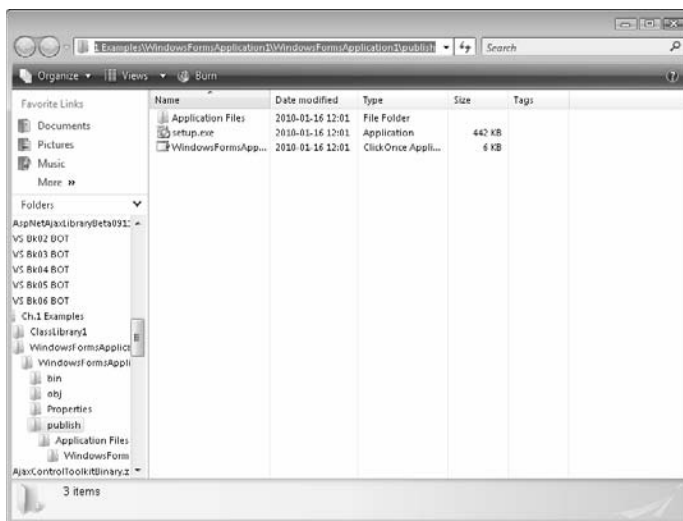 1 Examples\WindowsFormsApplication1\WindowsFormsApplication1\publish
Search
Organize Views Burn
Favorite Links
Documents
Pictures
Music
More »
Folders
AspNetAjaxLibraryBeta091
VS Bk02 BOT
VS Bk03 BOT
VS Bk04 BOT
VS Bk05 BOT
VS Bk06 BOT
Ch.1 Examples
ClassLibrary1
WindowsFormsApplica
WindowsFormsAppli
bin
obj
Properties
publish
Application Files
WindowsForm
AjaxControlToolkitBinary.z
Name Date modified Type Size Tags
Application Files 2010-01-16 12:01 File Folder
setup.exe 2010-01-16 12:01 Application 442 KB
WindowsFormsApp... 2010-01-16 12:01 ClickOnce Appli... 6 KB
3 items